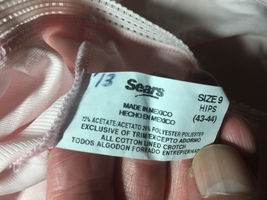 13
Sears
SIZE 9
HIPS
(43-44)
MADE IN MEXICO
HECHO EN MEXICO
ACETATE/ACETATO 28% POLYESTER POLIESTER
EXCLUSIVE OF TRIM/EXCEPTO ADORNO
ALL COTTON LINED CROTCH
TODOS ALGODON FORRADO ENTREPIERNA